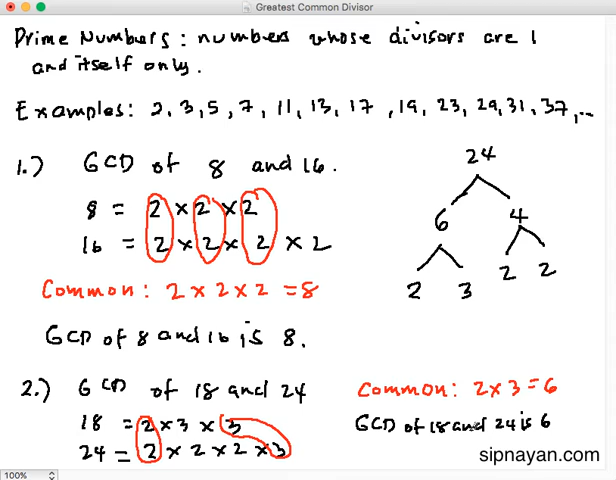 Greatest Common Divisor
Prime Numbers: numbers whose divisors are 1
and itself only.
Examples: 2, 3, 5, 7, 11, 13, 17, 19, 23, 29, 31, 37, ...
1.) GCD of 8 and 16.
8 = 2 × 2 × 2
16 = 2 × 2 × 2 × 2
Common: 2 × 2 × 2 = 8
GCD of 8 and 16 is 8.
24
6 4
2 3 2 2
2.) GCD of 18 and 24
18 = 2 × 3 × 3
24 = 2 × 2 × 2 × 3
Common: 2 × 3 = 6
GCD of 18 and 24 is 6
sipnayan.com
100%